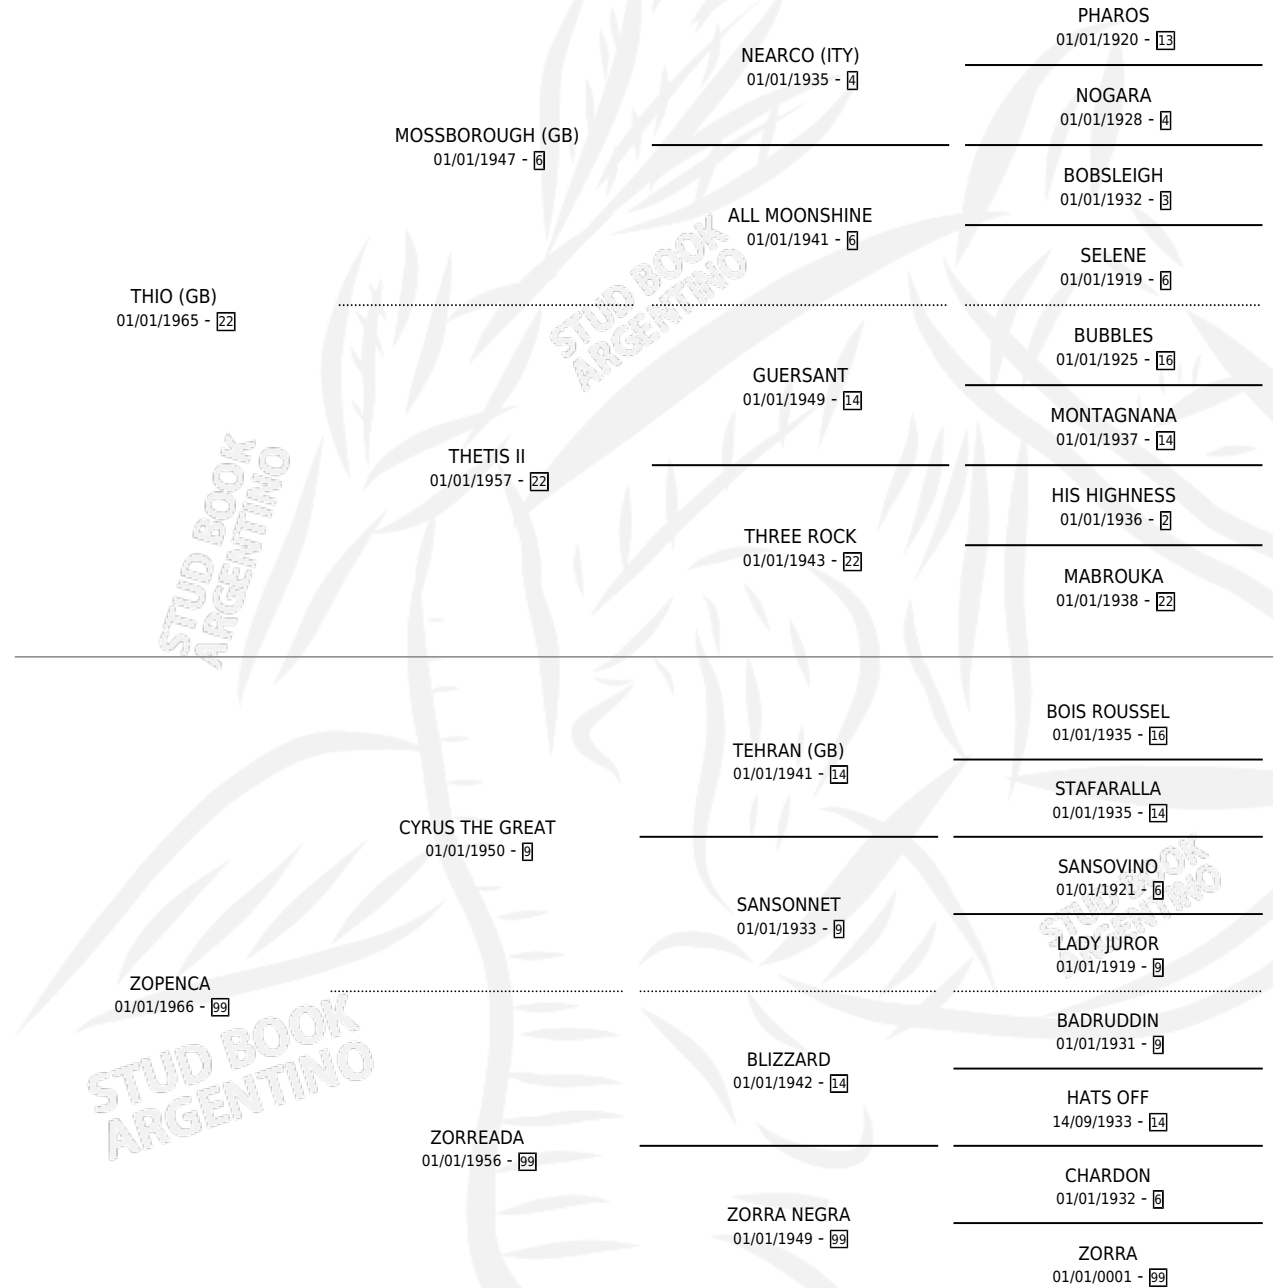 PHAROS
01/01/1920 - 13
NEARCO (ITY)
01/01/1935 - 4
NOGARA
01/01/1928 - 4
MOSSBOROUGH (GB)
01/01/1947 - 6
BOBSLEIGH
01/01/1932 - 3
ALL MOONSHINE
01/01/1941 - 6
SELENE
01/01/1919 - 6
THIO (GB)
01/01/1965 - 22
BUBBLES
01/01/1925 - 16
GUERSANT
01/01/1949 - 14
MONTAGNANA
01/01/1937 - 14
THETIS II
01/01/1957 - 22
HIS HIGHNESS
01/01/1936 - 2
THREE ROCK
01/01/1943 - 22
MABROUKA
01/01/1938 - 22
BOIS ROUSSEL
01/01/1935 - 16
TEHRAN (GB)
01/01/1941 - 14
STAFARALLA
01/01/1935 - 14
CYRUS THE GREAT
01/01/1950 - 9
SANSOVINO
01/01/1921 - 6
SANSONNET
01/01/1933 - 9
LADY JUROR
01/01/1919 - 9
ZOPENCA
01/01/1966 - 99
BADRUDDIN
01/01/1931 - 9
BLIZZARD
01/01/1942 - 14
HATS OFF
14/09/1933 - 14
ZORREADA
01/01/1956 - 99
CHARDON
01/01/1932 - 6
ZORRA NEGRA
01/01/1949 - 99
ZORRA
01/01/0001 - 99
STUD BOOK
ARGENTINO
STUD BOOK
ARGENTINO
STUD BOOK
ARGENTINO
STUD BOOK
ARGENTINO